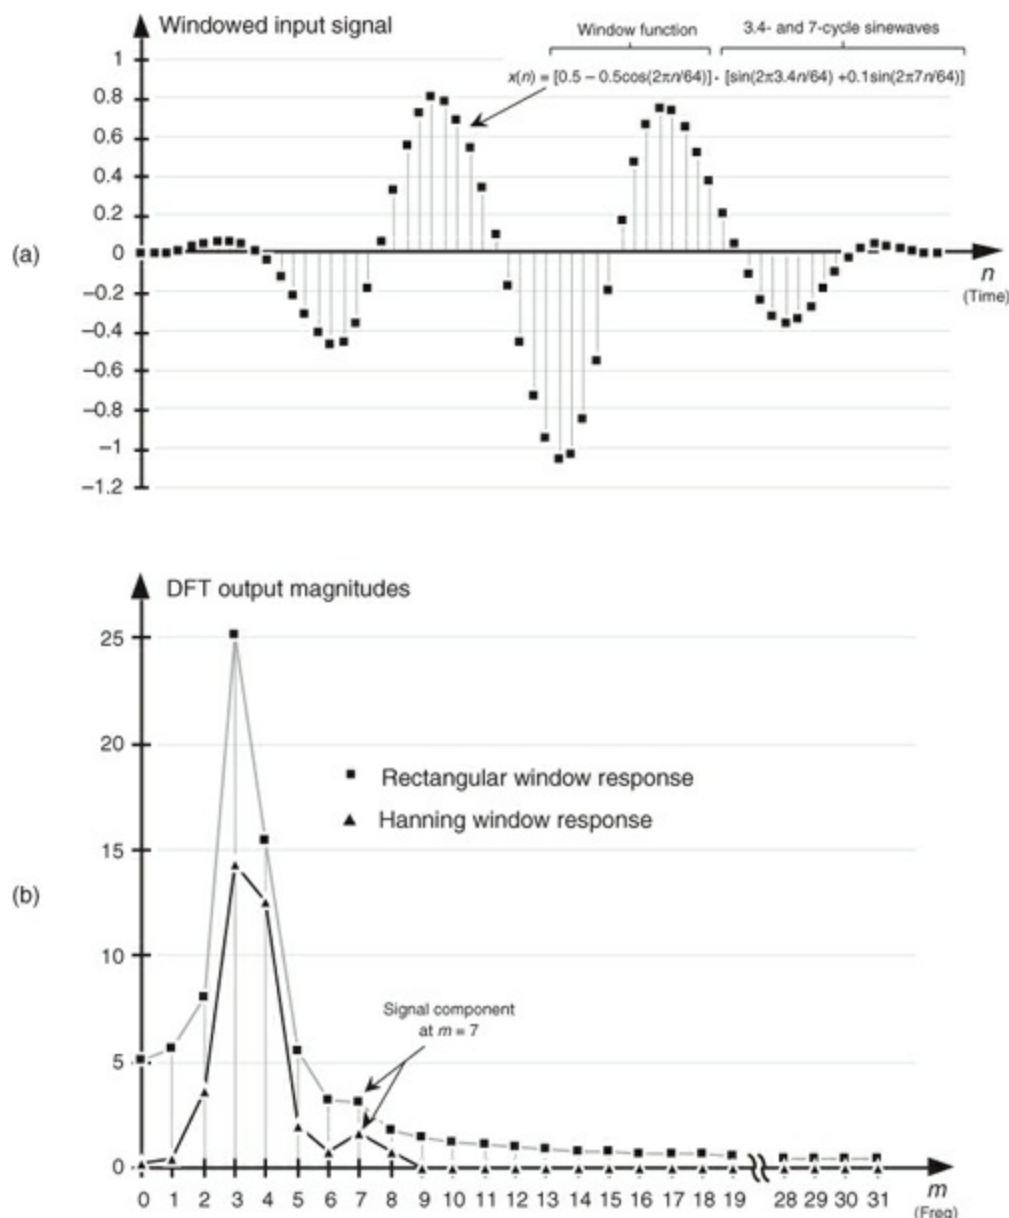 Windowed input signal
Window function
3.4- and 7-cycle sinewaves
x(n) = [0.5 – 0.5cos(2πn/64)] · [sin(2π3.4n/64) +0.1sin(2π7n/64)]
1
0.8
0.6
0.4
0.2
0
–0.2
–0.4
–0.6
–0.8
–1
–1.2
(a)
n
(Time)
DFT output magnitudes
25
20
15
10
5
0
Rectangular window response
Hanning window response
(b)
Signal component
at m = 7
0 1 2 3 4 5 6 7 8 9 10 11 12 13 14 15 16 17 18 19 28 29 30 31
m
(Freq)